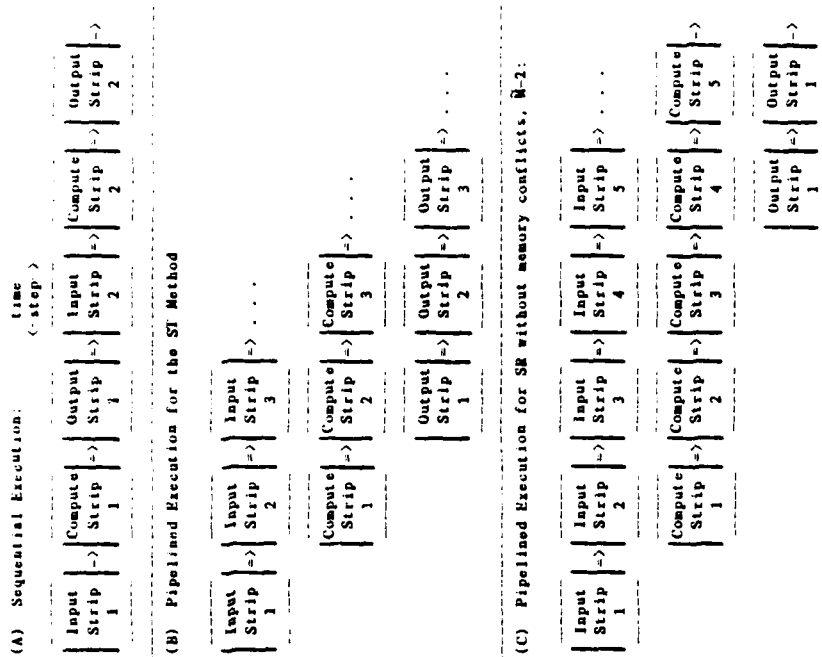 (A) Sequential Execution:
time
<-step->
Input Compute Output Input Compute Output
Strip -> Strip => Strip => Strip => Strip => Strip ->
1 1 1 2 2 2
(B) Pipelined Execution for the ST Method
Input Input Input
Strip => Strip => Strip => . . .
1 2 3
Compute Compute Compute
Strip => Strip => Strip => . . .
1 2 3
Output Output Output
Strip => Strip => Strip => . . .
1 2 3
(C) Pipelined Execution for SR without memory conflicts, M̂-2:
Input Input Input Input Input
Strip => Strip => Strip => Strip => Strip => . . .
1 2 3 4 5
Compute Compute Compute Compute Compute
Strip => Strip => Strip => Strip => Strip ->
1 2 3 4 5
Output Output
Strip => Strip ->
1 1